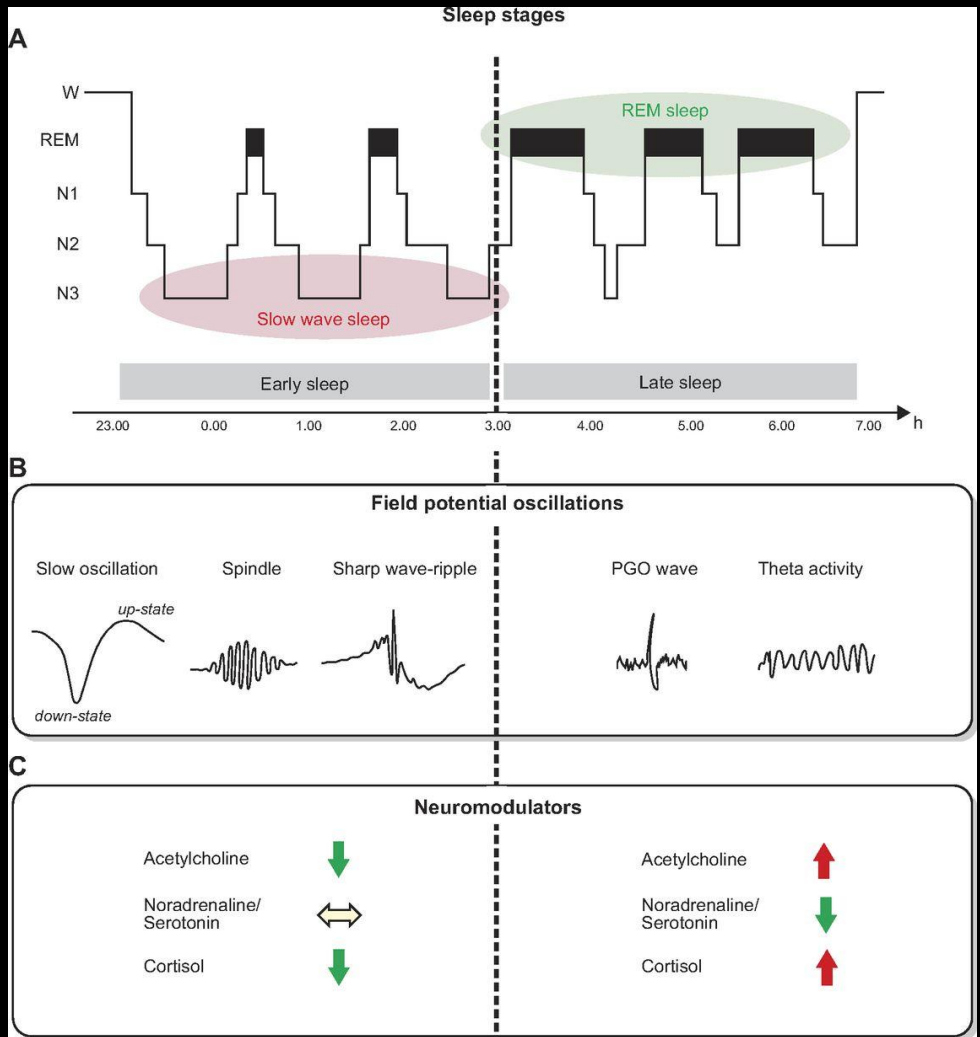 Sleep stages
A
W
REM
N1
N2
N3
REM sleep
Slow wave sleep
Early sleep
Late sleep
23.00 0.00 1.00 2.00 3.00 4.00 5.00 6.00 7.00 h
B
Field potential oscillations
Slow oscillation Spindle Sharp wave-ripple PGO wave Theta activity
up-state
down-state
C
Neuromodulators
Acetylcholine
Noradrenaline/
Serotonin
Cortisol
Acetylcholine
Noradrenaline/
Serotonin
Cortisol